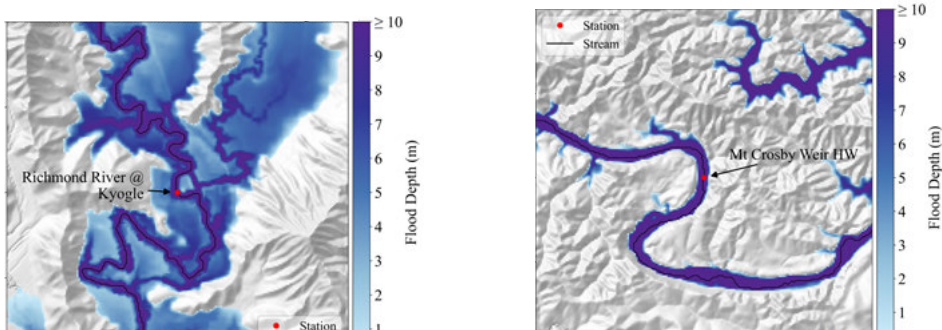 Richmond River @
Kyogle
Station
≥ 10
9
8
7
6
5
4
3
2
1
Flood Depth (m)
Station
Stream
Mt Crosby Weir HW
≥ 10
9
8
7
6
5
4
3
2
1
Flood Depth (m)